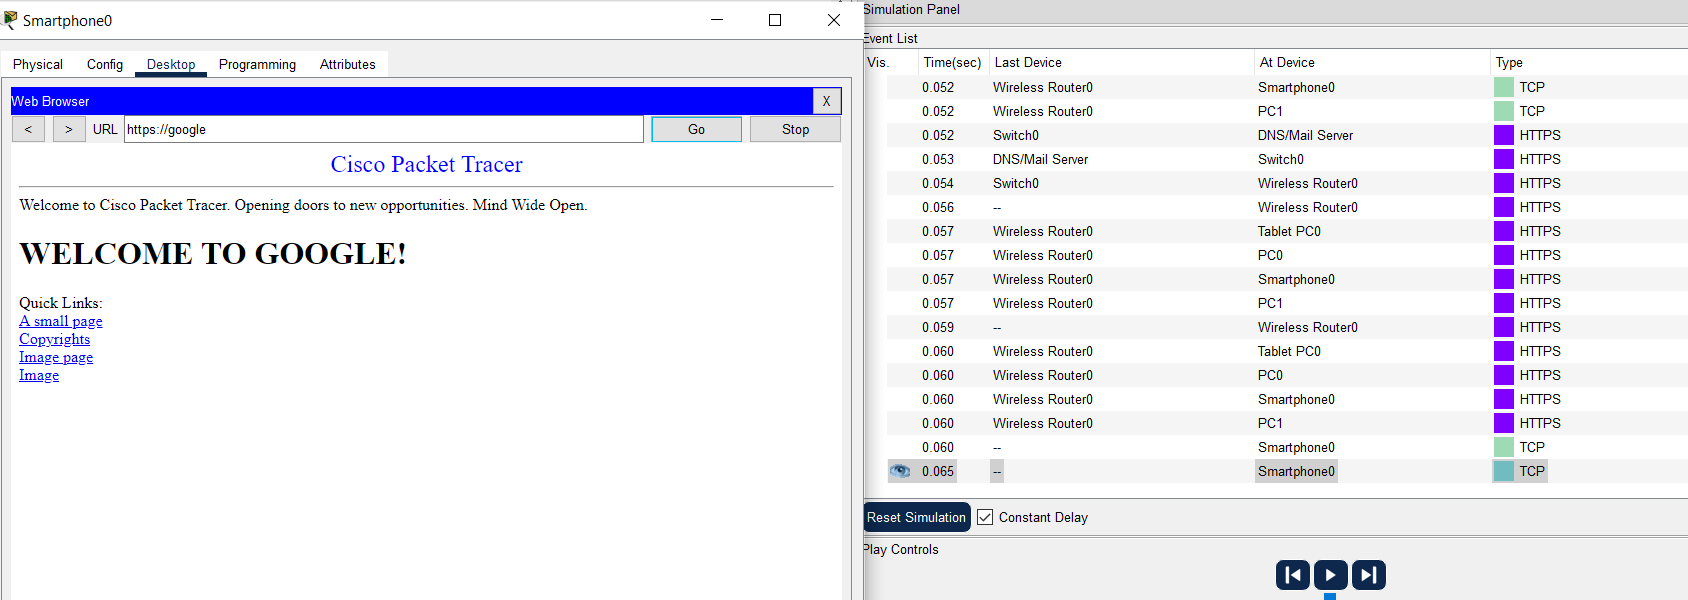 Smartphone0
Physical Config Desktop Programming Attributes
Web Browser X
< > URL https://google Go Stop
Cisco Packet Tracer
Welcome to Cisco Packet Tracer. Opening doors to new opportunities. Mind Wide Open.
WELCOME TO GOOGLE!
Quick Links:
A small page
Copyrights
Image page
Image
Simulation Panel
Event List
Vis. Time(sec) Last Device At Device Type
0.052 Wireless Router0 Smartphone0 TCP
0.052 Wireless Router0 PC1 TCP
0.052 Switch0 DNS/Mail Server HTTPS
0.053 DNS/Mail Server Switch0 HTTPS
0.054 Switch0 Wireless Router0 HTTPS
0.056 -- Wireless Router0 HTTPS
0.057 Wireless Router0 Tablet PC0 HTTPS
0.057 Wireless Router0 PC0 HTTPS
0.057 Wireless Router0 Smartphone0 HTTPS
0.057 Wireless Router0 PC1 HTTPS
0.059 -- Wireless Router0 HTTPS
0.060 Wireless Router0 Tablet PC0 HTTPS
0.060 Wireless Router0 PC0 HTTPS
0.060 Wireless Router0 Smartphone0 HTTPS
0.060 Wireless Router0 PC1 HTTPS
0.060 -- Smartphone0 TCP
0.065 -- Smartphone0 TCP
Reset Simulation Constant Delay
Play Controls